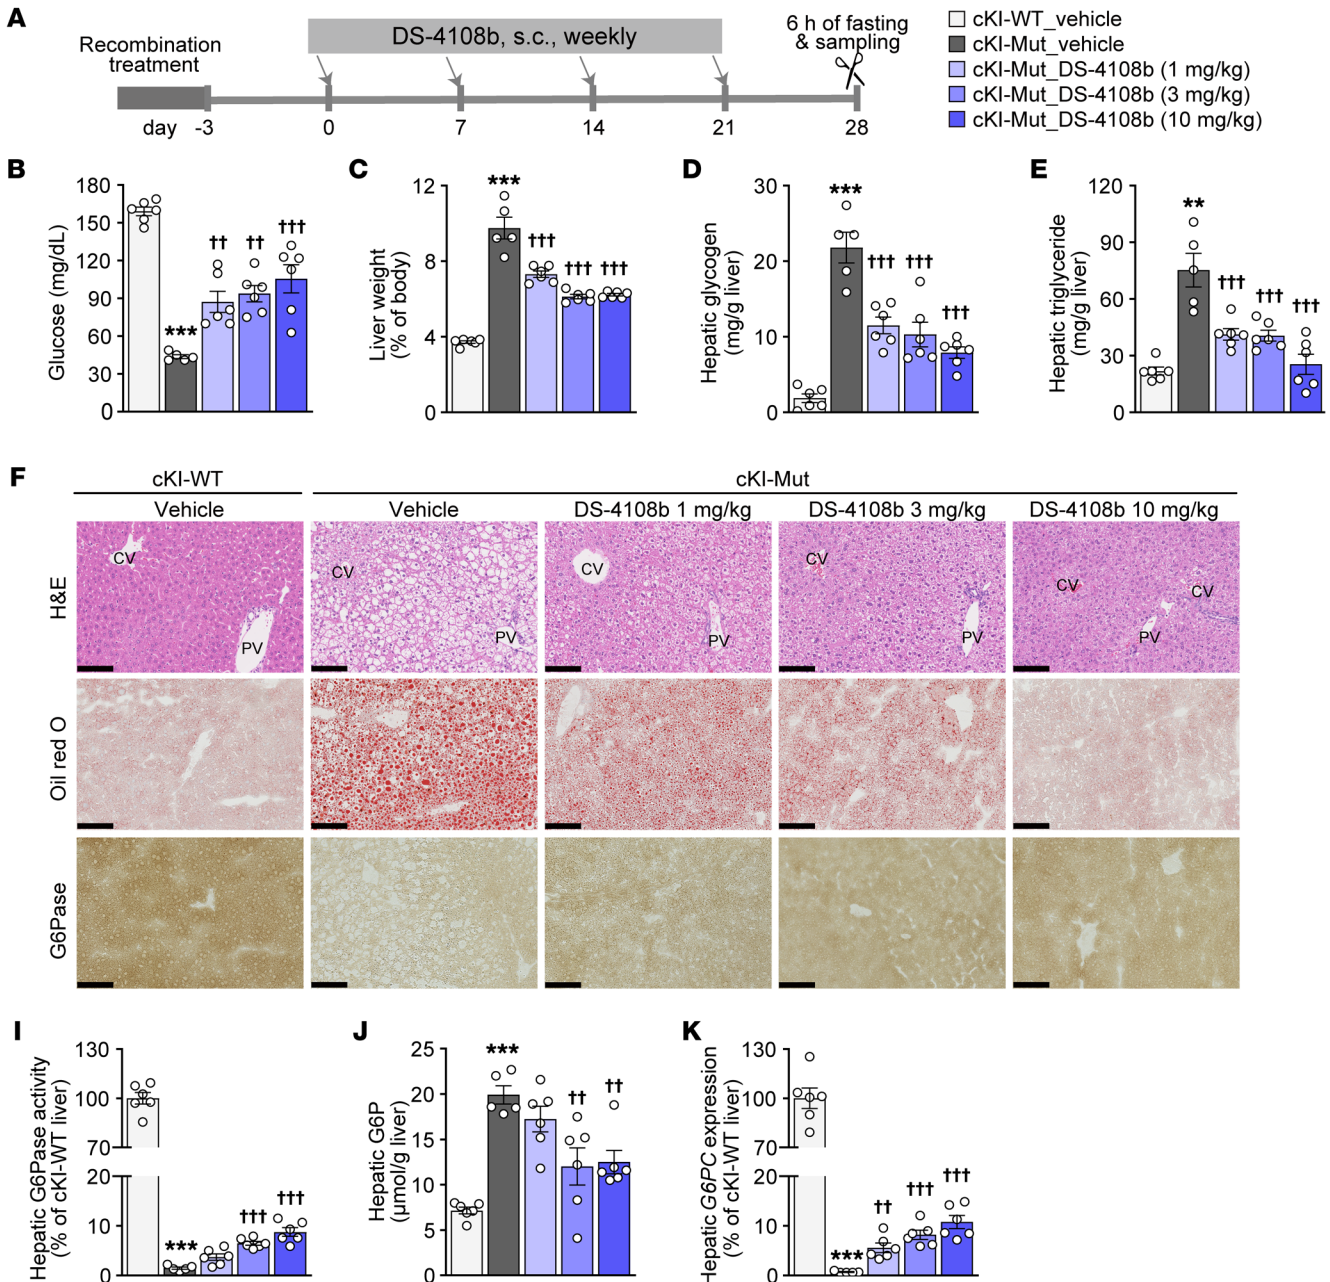 A
Recombination
treatment
DS-4108b, s.c., weekly
6 h of fasting
& sampling
day -3 0 7 14 21 28
cKI-WT_vehicle
cKI-Mut_vehicle
cKI-Mut_DS-4108b (1 mg/kg)
cKI-Mut_DS-4108b (3 mg/kg)
cKI-Mut_DS-4108b (10 mg/kg)
B
Glucose (mg/dL)
180
150
120
90
60
30
0
***
††
††
†††
C
Liver weight
(% of body)
12
8
4
0
***
†††
†††
†††
D
Hepatic glycogen
(mg/g liver)
30
20
10
0
***
†††
†††
†††
E
Hepatic triglyceride
(mg/g liver)
120
90
60
30
0
**
†††
†††
†††
F
cKI-WT
cKI-Mut
Vehicle
Vehicle
DS-4108b 1 mg/kg
DS-4108b 3 mg/kg
DS-4108b 10 mg/kg
H&E
CV
PV
CV
PV
CV
PV
CV
PV
CV
CV
PV
Oil red O
G6Pase
I
Hepatic G6Pase activity
(% of cKI-WT liver)
130
100
70
20
10
0
***
†††
†††
J
Hepatic G6P
(µmol/g liver)
25
20
15
10
5
0
***
††
††
K
Hepatic G6PC expression
(% of cKI-WT liver)
130
100
70
20
10
0
***
††
†††
†††